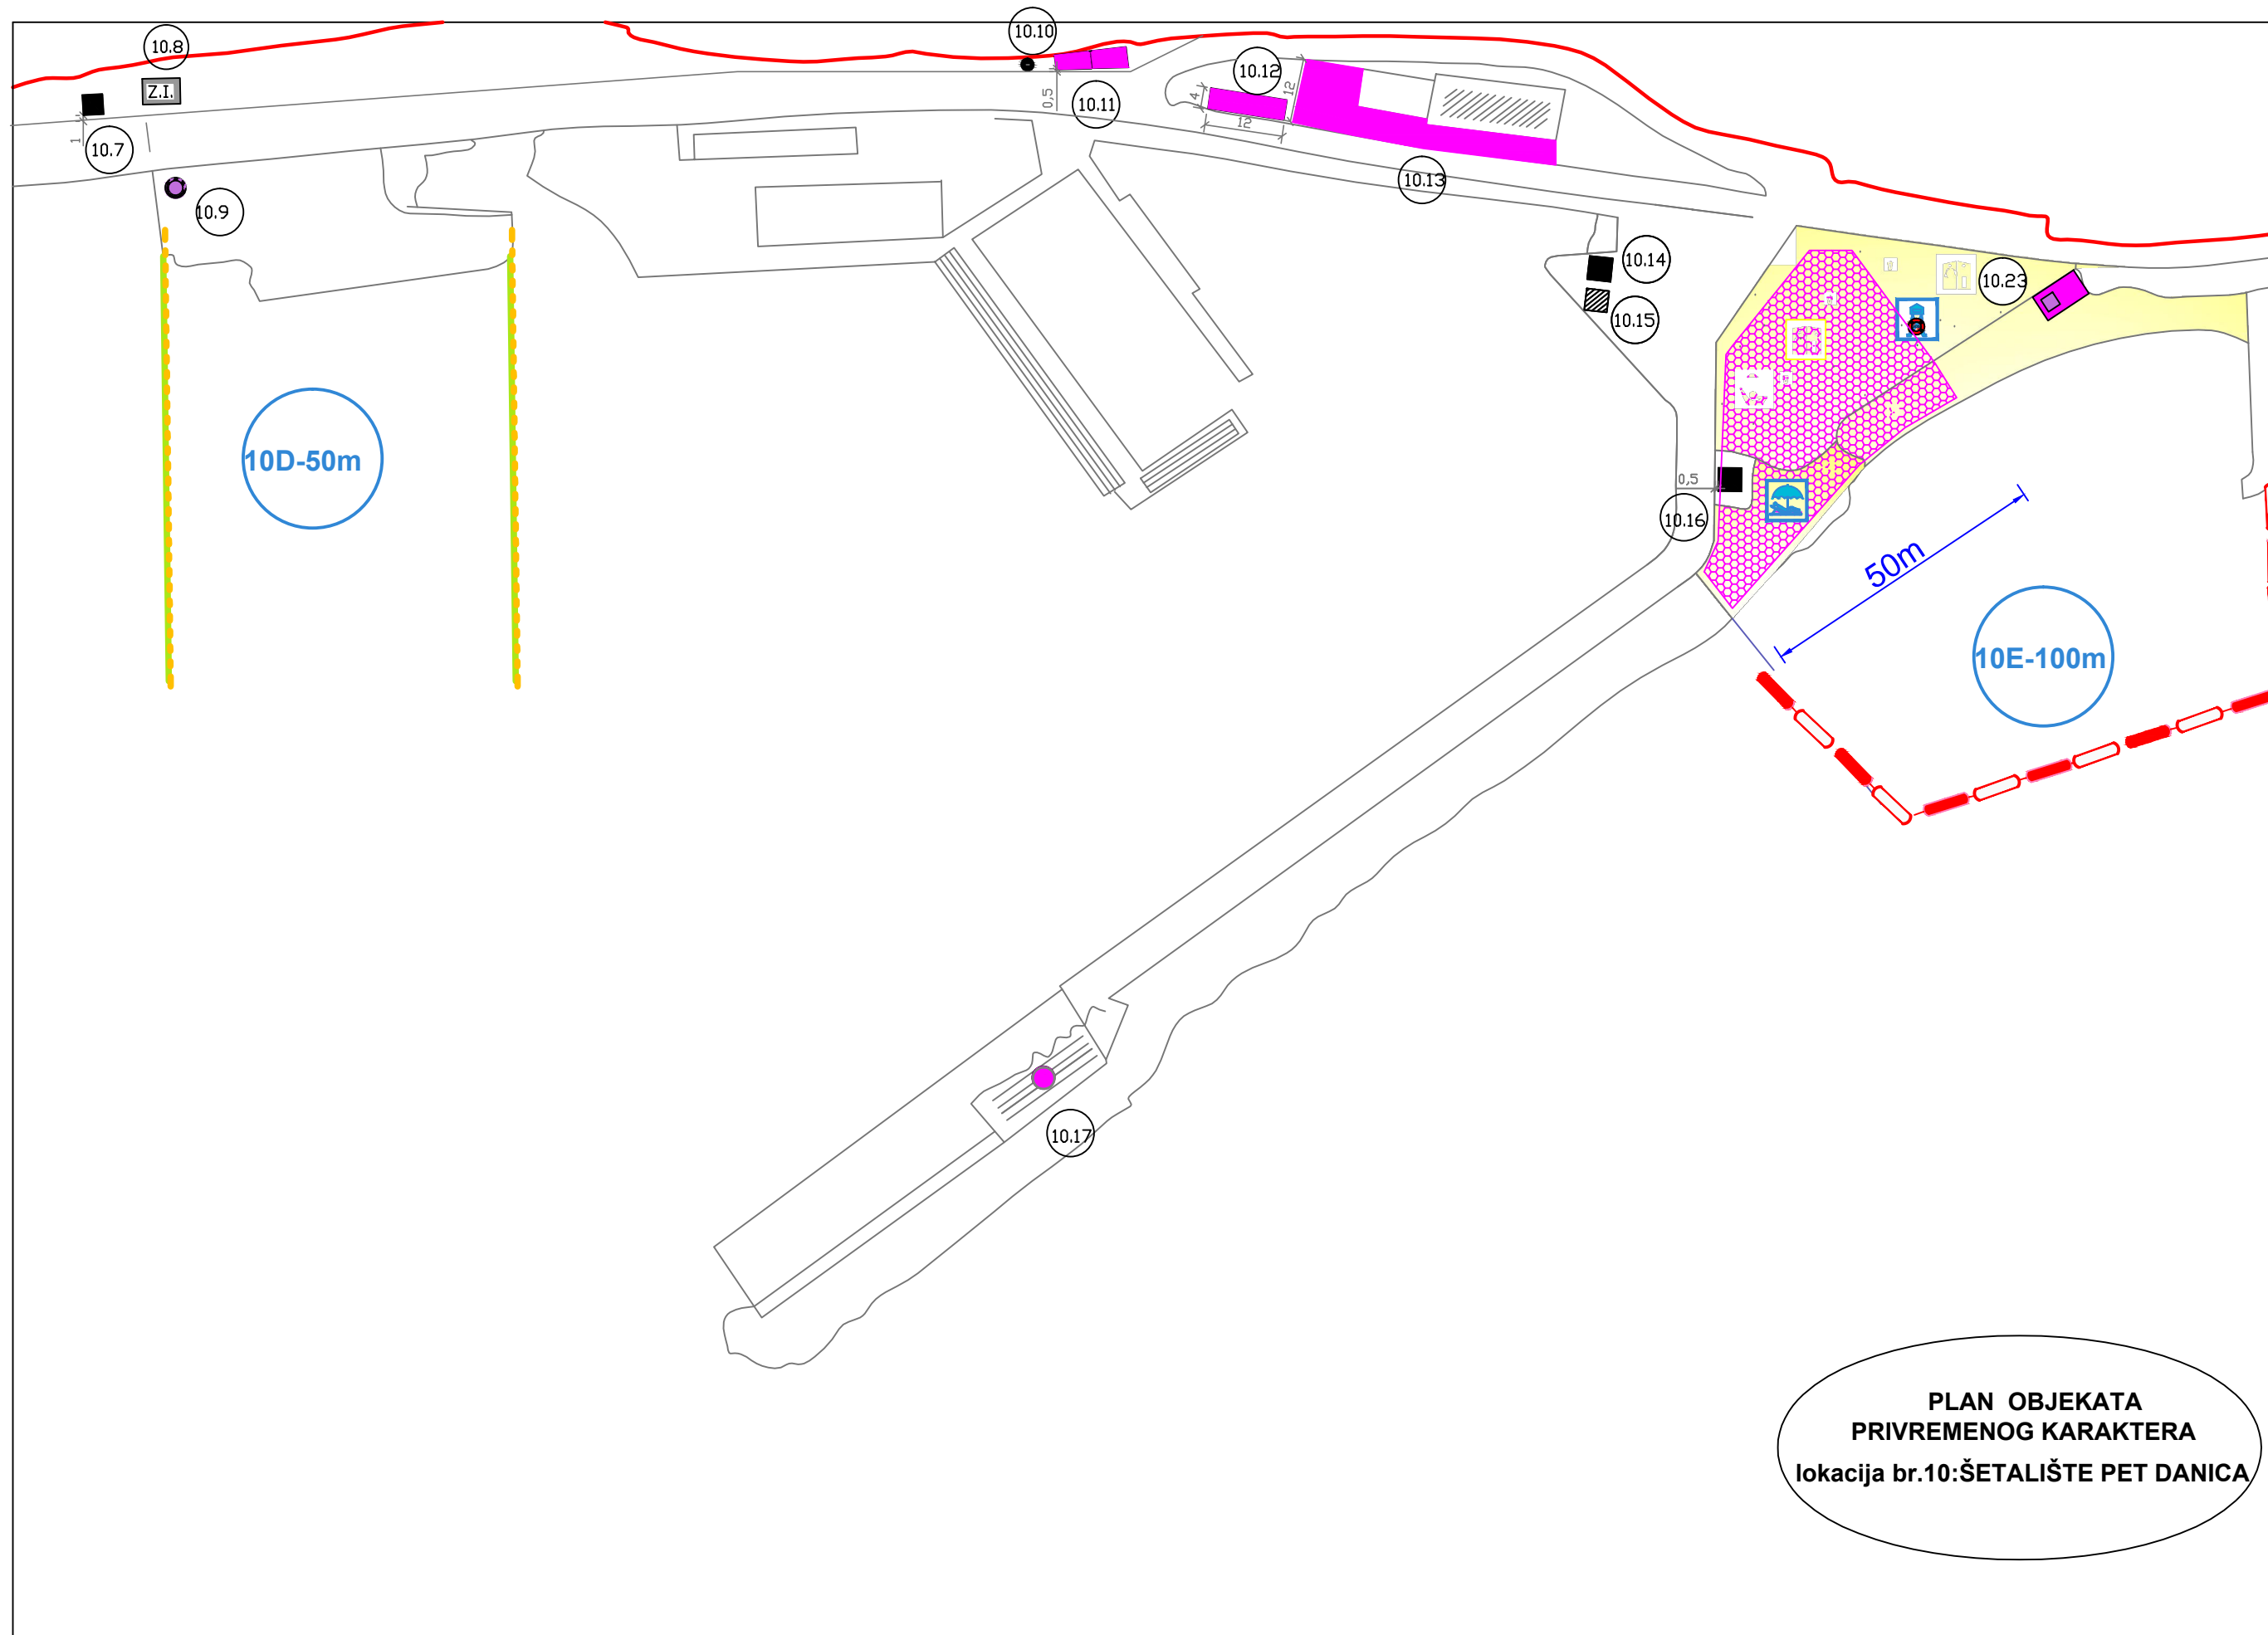 10.8
10.10
Z.I.
10.12
12
4
12
0,5
10.11
1
10.7
10.13
10.9
10.14
10.23
10.15
10D-50m
0,5
10.16
50m
10E-100m
10.17
PLAN OBJEKATA
PRIVREMENOG KARAKTERA
lokacija br.10:ŠETALIŠTE PET DANICA